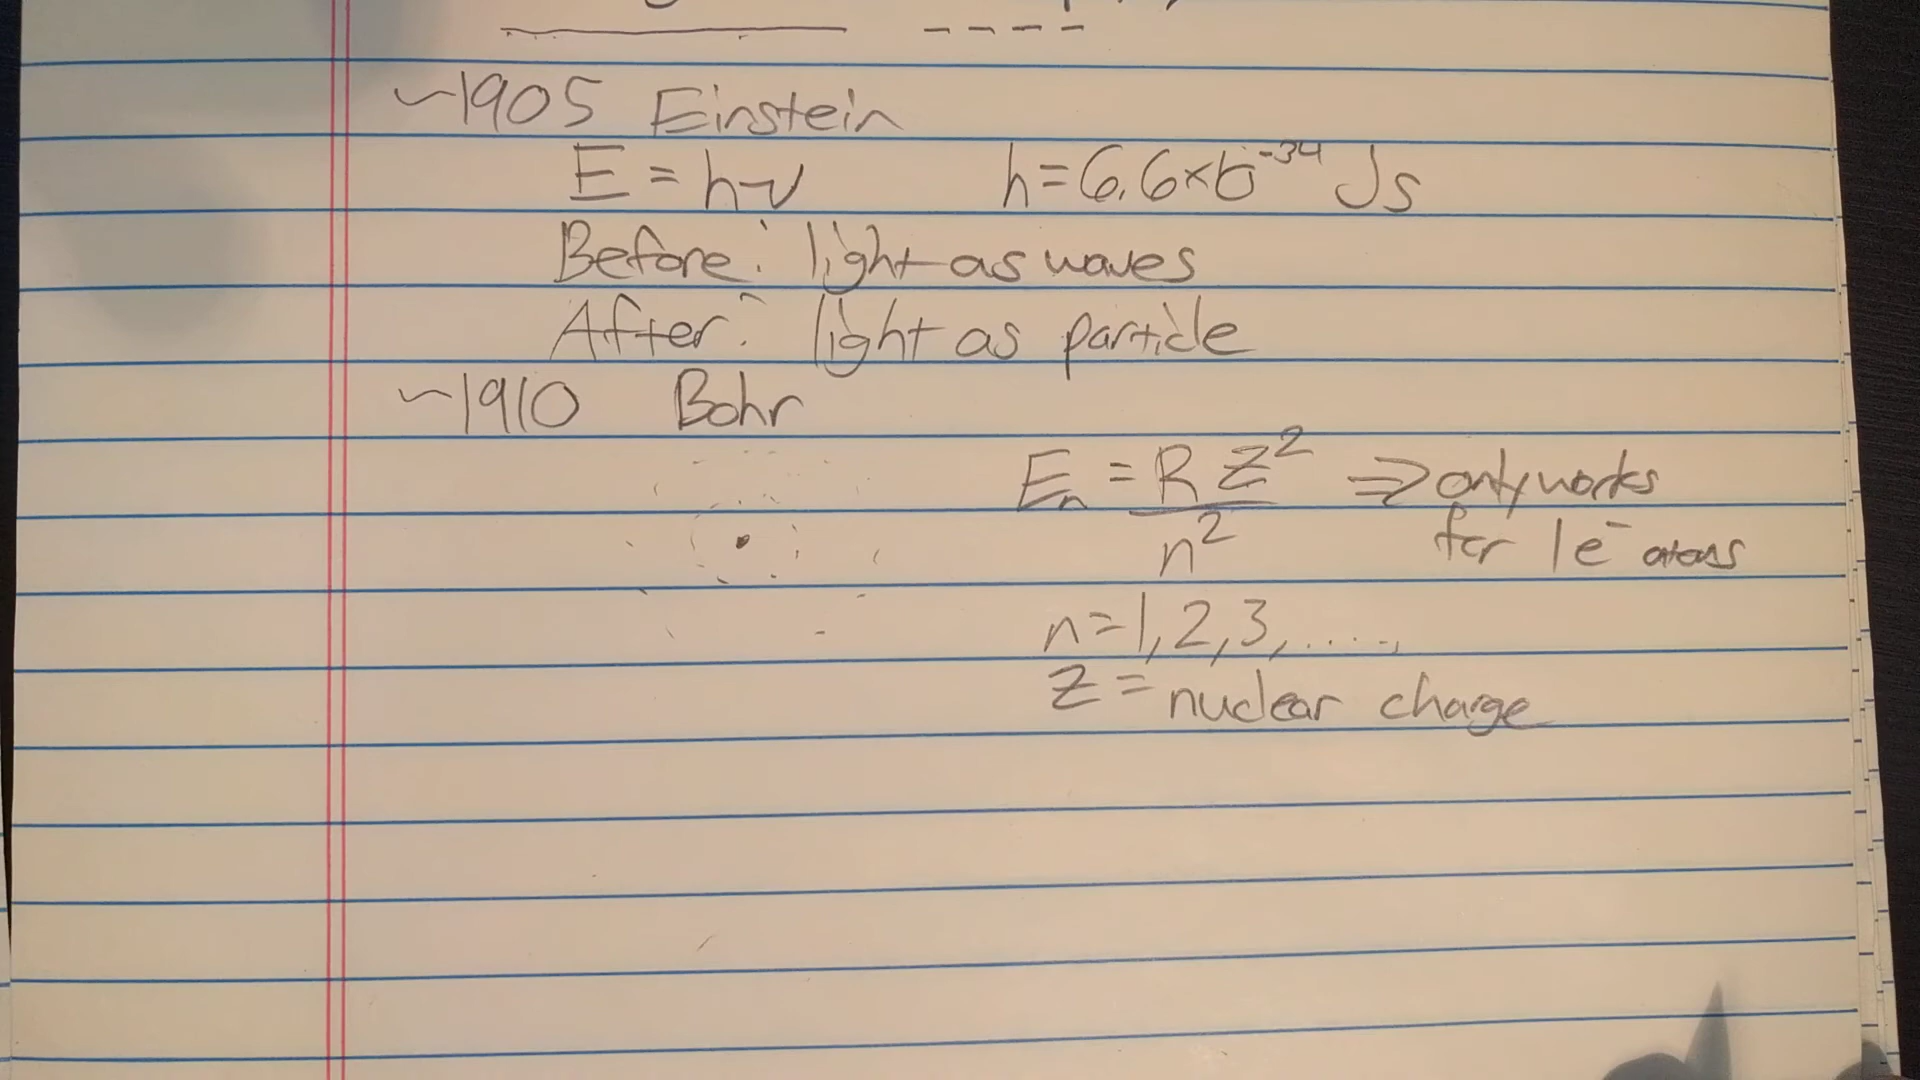 ~1905 Einstein
E = hν h = 6.6×10⁻³⁴ Js
Before: light as waves
After: light as particle
~1910 Bohr
Eₙ = R Z² / n² ⇒ only works
for 1e⁻ atoms
n = 1, 2, 3, .....
Z = nuclear charge